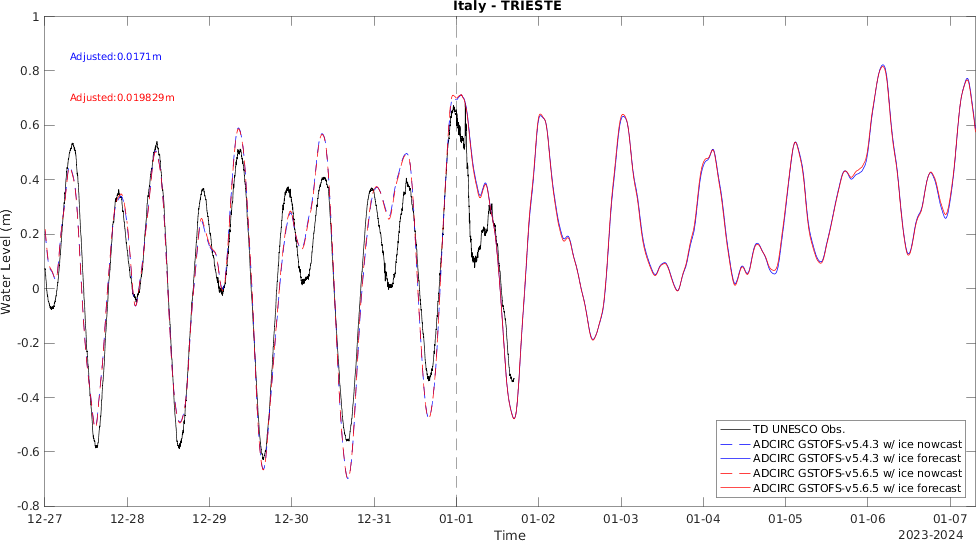 Italy - TRIESTE
Adjusted:0.0171m
Adjusted:0.019829m
Water Level (m)
1
0.8
0.6
0.4
0.2
0
-0.2
-0.4
-0.6
-0.8
TD UNESCO Obs.
ADCIRC GSTOFS-v5.4.3 w/ ice nowcast
ADCIRC GSTOFS-v5.4.3 w/ ice forecast
ADCIRC GSTOFS-v5.6.5 w/ ice nowcast
ADCIRC GSTOFS-v5.6.5 w/ ice forecast
12-27 12-28 12-29 12-30 12-31 01-01 01-02 01-03 01-04 01-05 01-06 01-07
Time
2023-2024